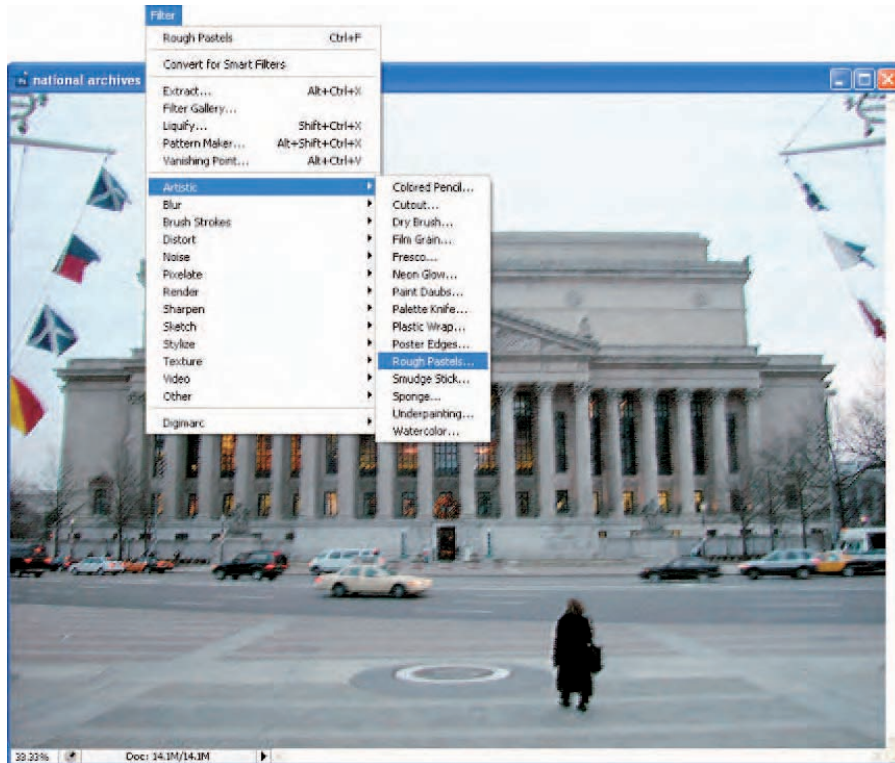 Filter
Rough Pastels Ctrl+F
Convert for Smart Filters
national archives
Extract... Alt+Ctrl+X
Filter Gallery...
Liquify... Shift+Ctrl+X
Pattern Maker... Alt+Shift+Ctrl+X
Vanishing Point... Alt+Ctrl+V
Artistic
Blur
Brush Strokes
Distort
Noise
Pixelate
Render
Sharpen
Sketch
Stylize
Texture
Video
Other
Digimarc
Colored Pencil...
Cutout...
Dry Brush...
Film Grain...
Fresco...
Neon Glow...
Paint Daubs...
Palette Knife...
Plastic Wrap...
Poster Edges...
Rough Pastels...
Smudge Stick...
Sponge...
Underpainting...
Watercolor...
33.33% Doc: 14.1M/14.1M